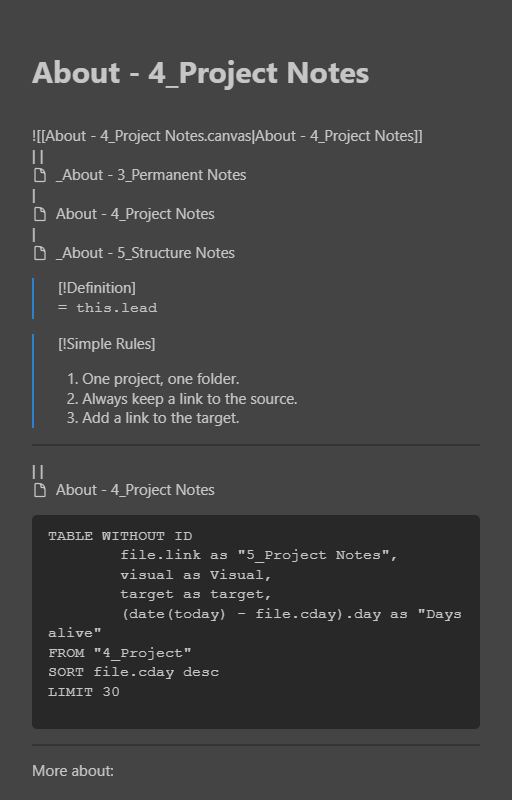 About - 4_Project Notes
![[About - 4_Project Notes.canvas|About - 4_Project Notes]]
| |
_About - 3_Permanent Notes
|
About - 4_Project Notes
|
_About - 5_Structure Notes
[!Definition]
= this.lead
[!Simple Rules]
1. One project, one folder.
2. Always keep a link to the source.
3. Add a link to the target.
| |
About - 4_Project Notes
TABLE WITHOUT ID
        file.link as "5_Project Notes",
        visual as Visual,
        target as target,
        (date(today) - file.cday).day as "Days
alive"
FROM "4_Project"
SORT file.cday desc
LIMIT 30
More about: